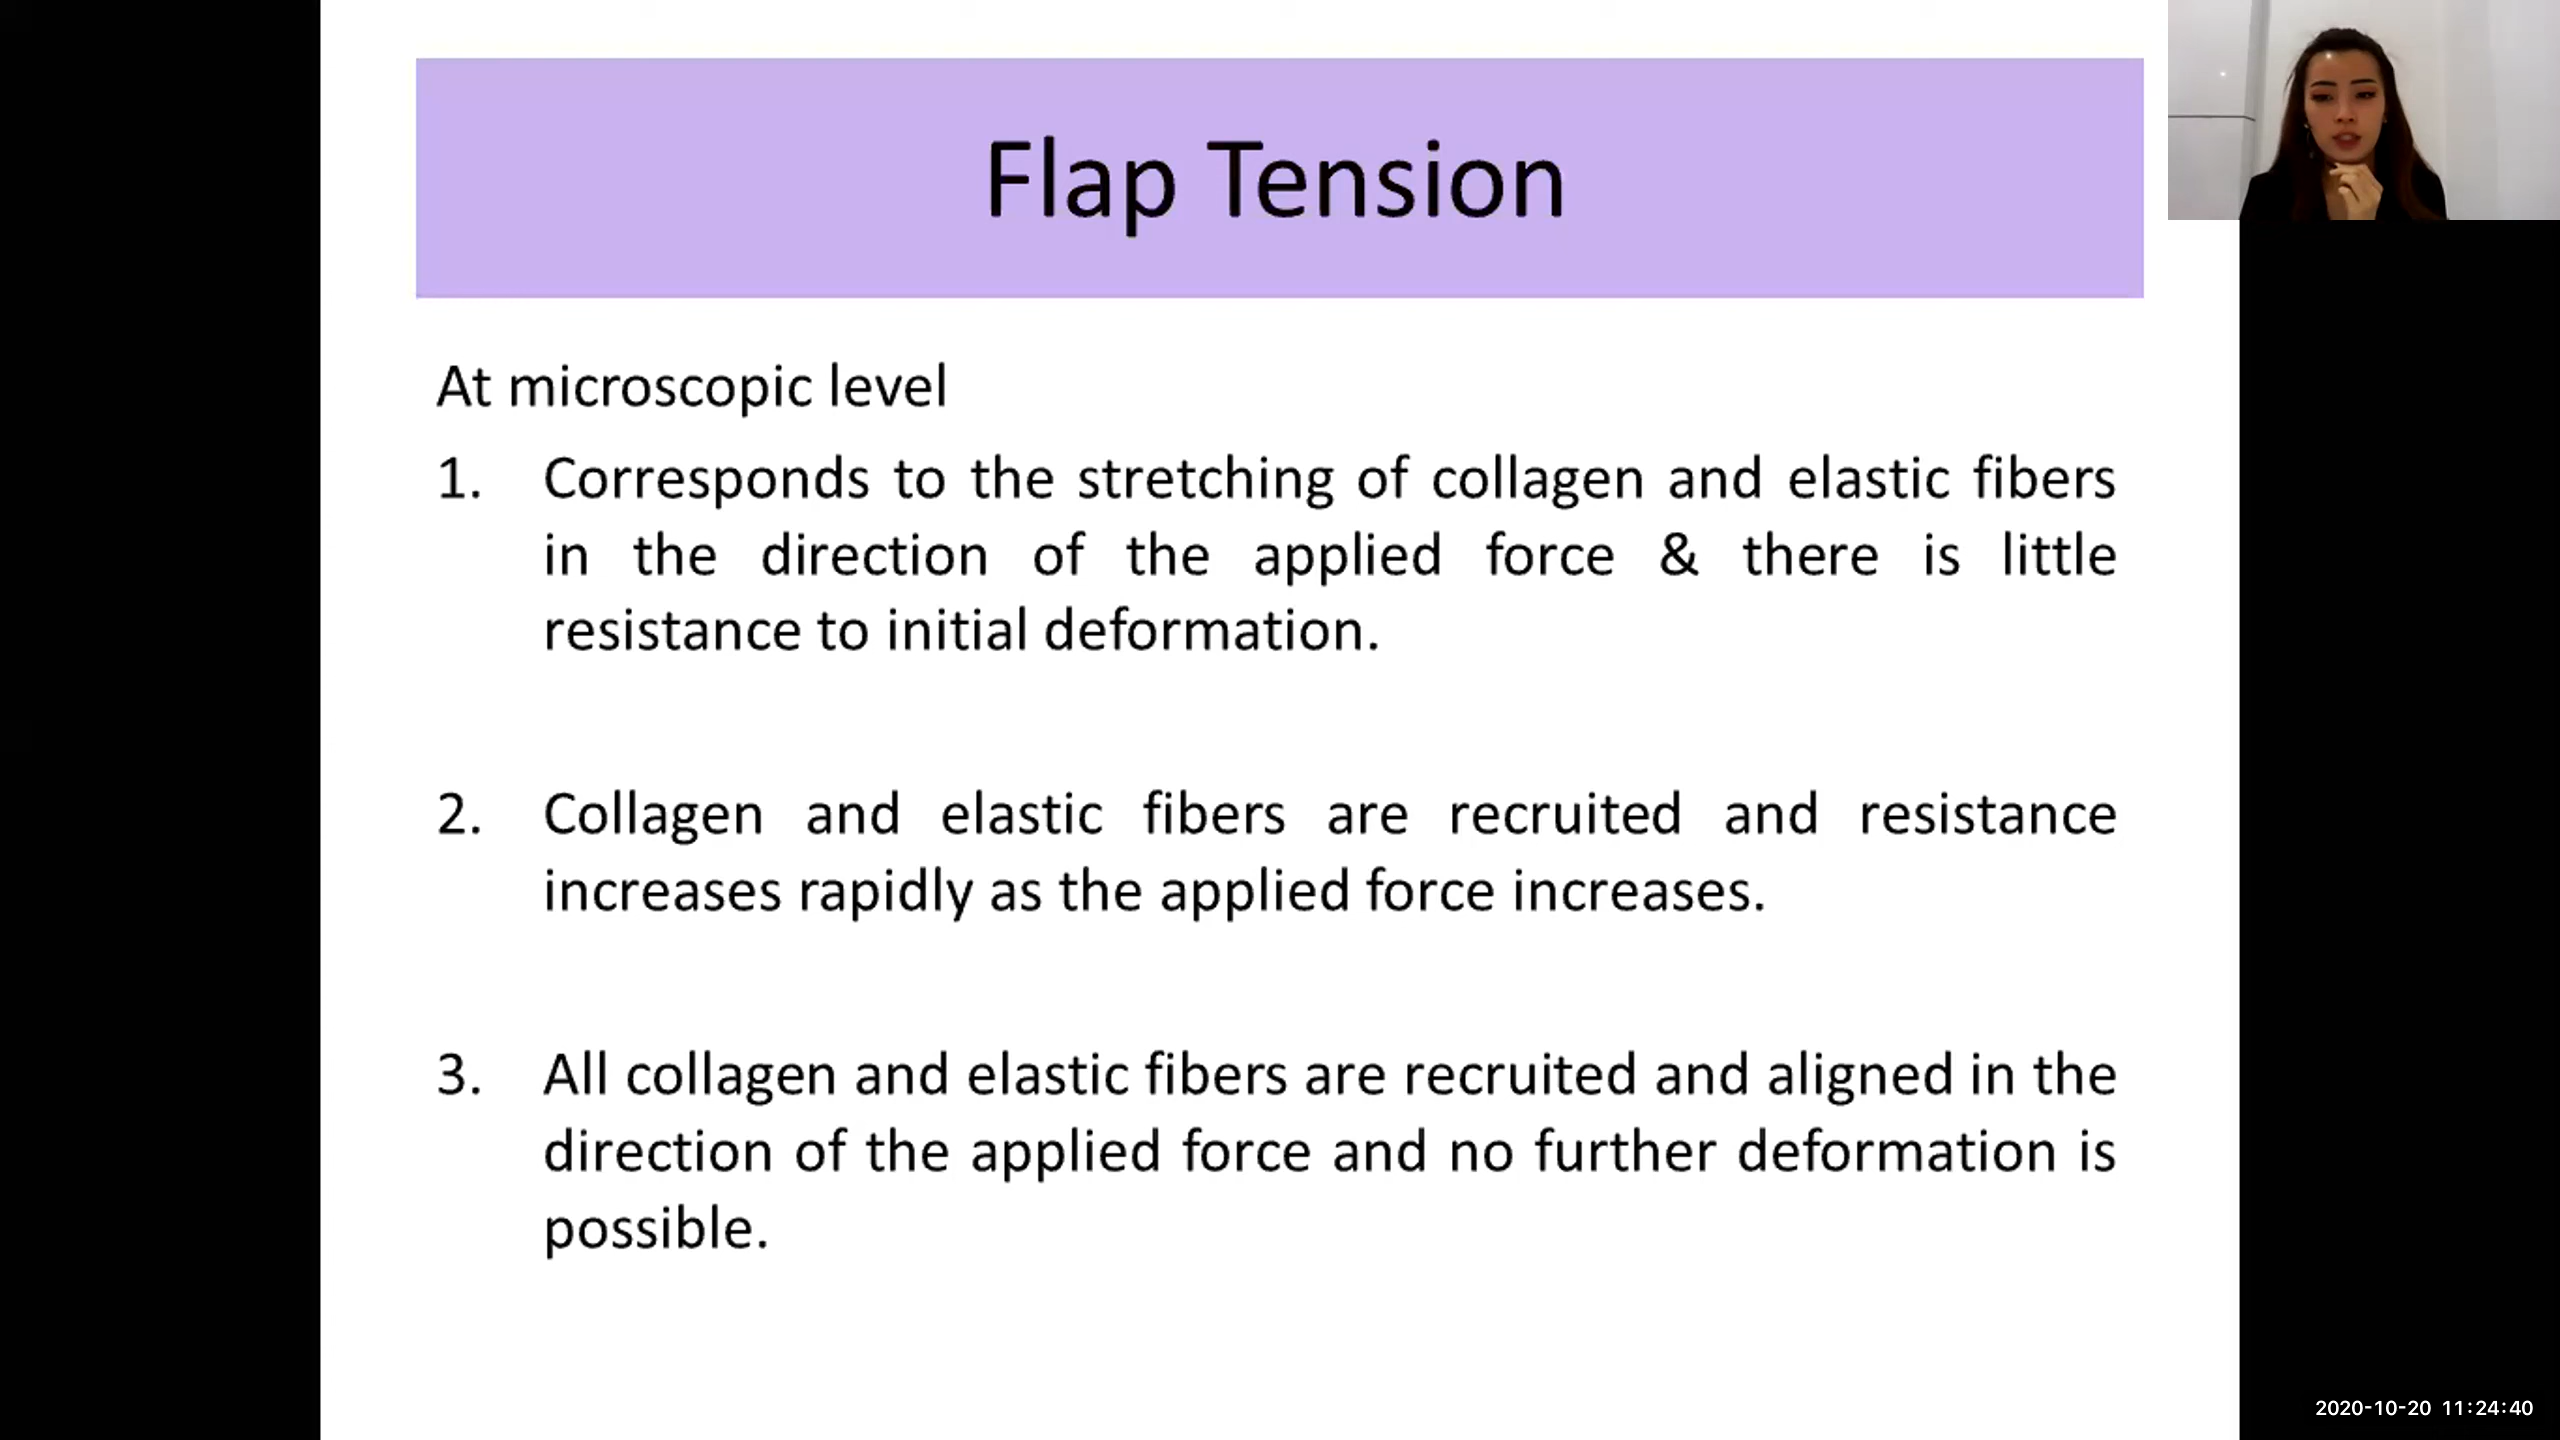 Flap Tension
At microscopic level
1. Corresponds to the stretching of collagen and elastic fibers
in the direction of the applied force & there is little
resistance to initial deformation.
2. Collagen and elastic fibers are recruited and resistance
increases rapidly as the applied force increases.
3. All collagen and elastic fibers are recruited and aligned in the
direction of the applied force and no further deformation is
possible.
2020-10-20 11:24:40